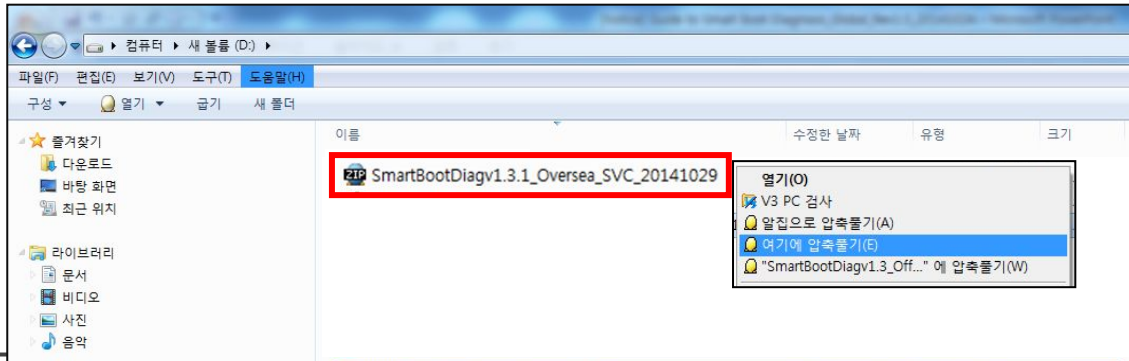 컴퓨터 ▸ 새 볼륨 (D:) ▸
파일(F) 편집(E) 보기(V) 도구(T) 도움말(H)
구성 열기 굽기 새 폴더
이름 수정한 날짜 유형 크기
즐겨찾기
다운로드
바탕 화면
최근 위치
라이브러리
문서
비디오
사진
음악
ZIP SmartBootDiagv1.3.1_Oversea_SVC_20141029
열기(O)
V3 PC 검사
알집으로 압축풀기(A)
여기에 압축풀기(E)
"SmartBootDiagv1.3_Off..." 에 압축풀기(W)